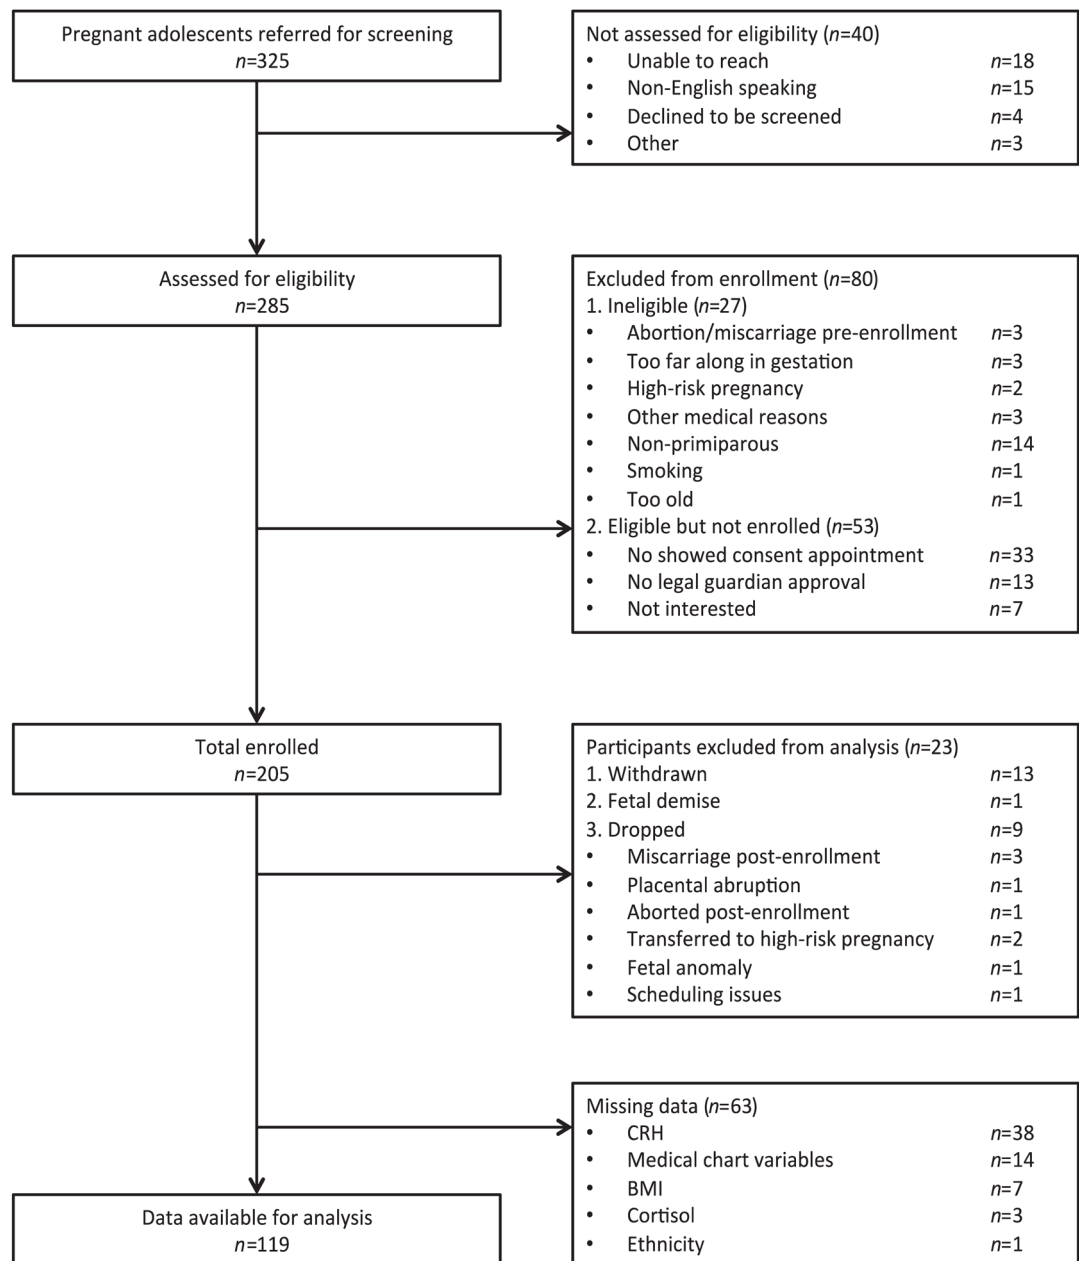 Pregnant adolescents referred for screening
n=325
Not assessed for eligibility (n=40)
• Unable to reach n=18
• Non-English speaking n=15
• Declined to be screened n=4
• Other n=3
Assessed for eligibility
n=285
Excluded from enrollment (n=80)
1. Ineligible (n=27)
• Abortion/miscarriage pre-enrollment n=3
• Too far along in gestation n=3
• High-risk pregnancy n=2
• Other medical reasons n=3
• Non-primiparous n=14
• Smoking n=1
• Too old n=1
2. Eligible but not enrolled (n=53)
• No showed consent appointment n=33
• No legal guardian approval n=13
• Not interested n=7
Total enrolled
n=205
Participants excluded from analysis (n=23)
1. Withdrawn n=13
2. Fetal demise n=1
3. Dropped n=9
• Miscarriage post-enrollment n=3
• Placental abruption n=1
• Aborted post-enrollment n=1
• Transferred to high-risk pregnancy n=2
• Fetal anomaly n=1
• Scheduling issues n=1
Missing data (n=63)
• CRH n=38
• Medical chart variables n=14
• BMI n=7
• Cortisol n=3
• Ethnicity n=1
Data available for analysis
n=119